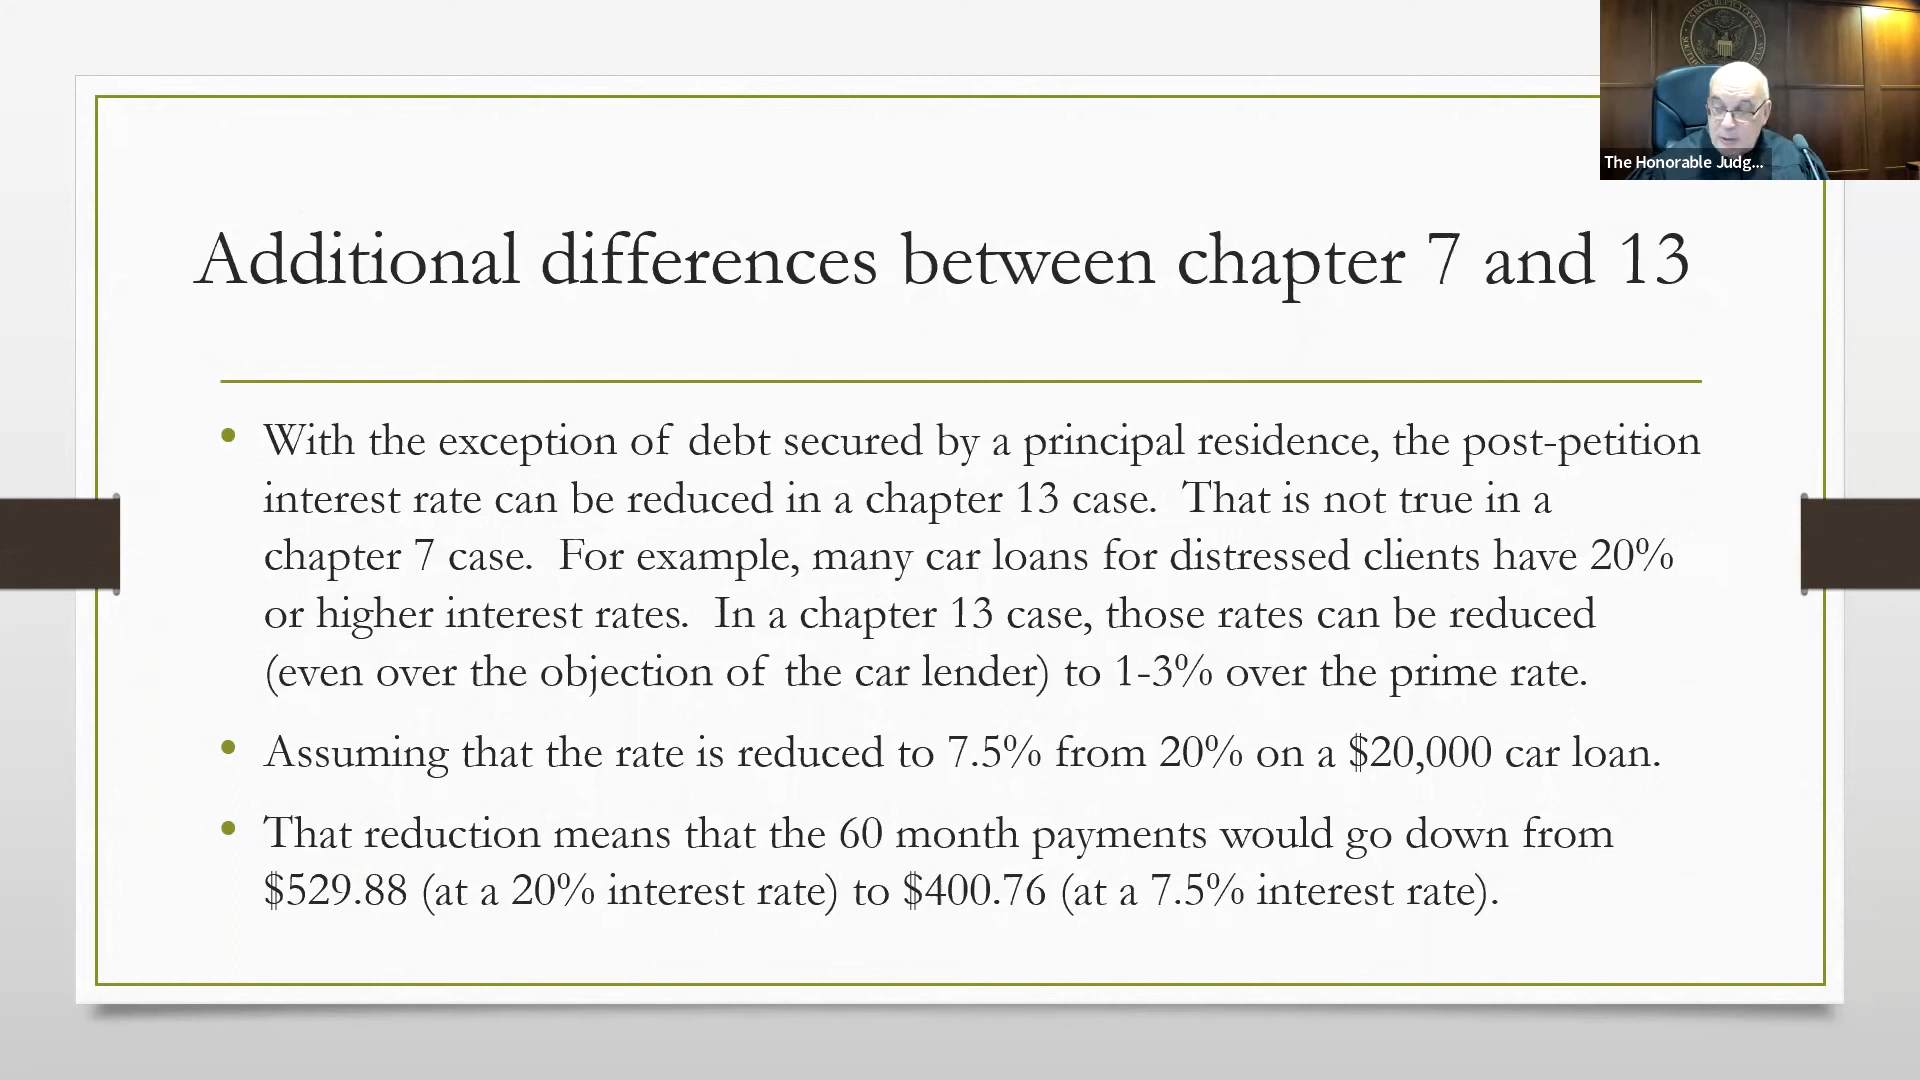 The Honorable Judg...
Additional differences between chapter 7 and 13
With the exception of debt secured by a principal residence, the post-petition
interest rate can be reduced in a chapter 13 case. That is not true in a
chapter 7 case. For example, many car loans for distressed clients have 20%
or higher interest rates. In a chapter 13 case, those rates can be reduced
(even over the objection of the car lender) to 1-3% over the prime rate.
Assuming that the rate is reduced to 7.5% from 20% on a $20,000 car loan.
That reduction means that the 60 month payments would go down from
$529.88 (at a 20% interest rate) to $400.76 (at a 7.5% interest rate).